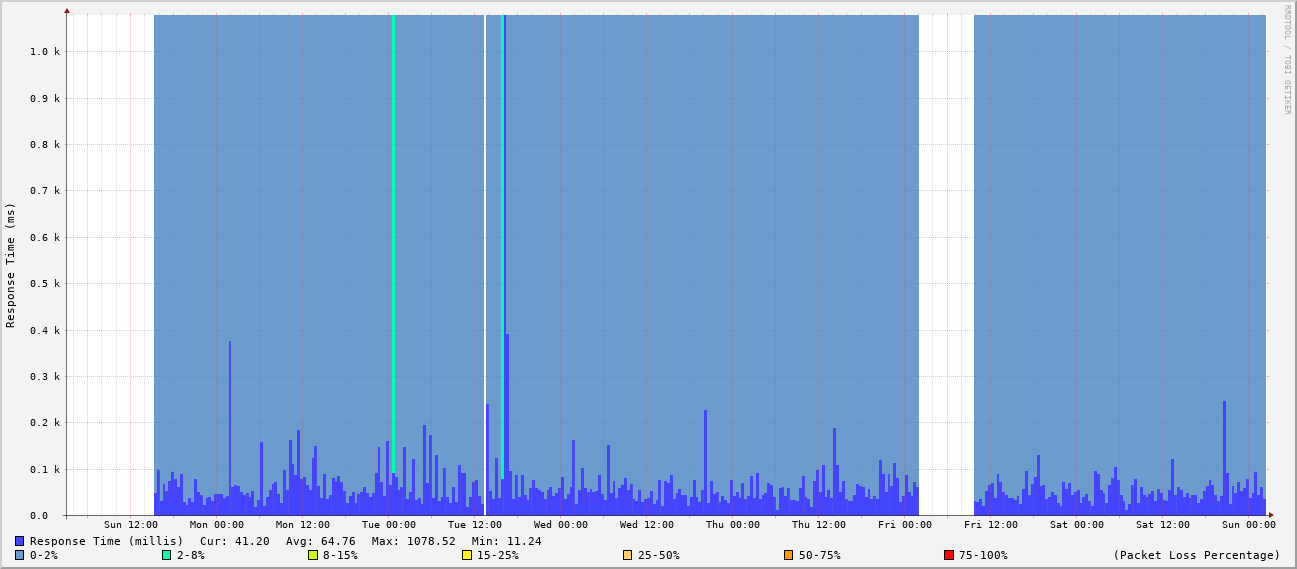 RRDTOOL / TOBI OETIKER
Response Time (ms)
1.0 k
0.9 k
0.8 k
0.7 k
0.6 k
0.5 k
0.4 k
0.3 k
0.2 k
0.1 k
0.0
Sun 12:00 Mon 00:00 Mon 12:00 Tue 00:00 Tue 12:00 Wed 00:00 Wed 12:00 Thu 00:00 Thu 12:00 Fri 00:00 Fri 12:00 Sat 00:00 Sat 12:00 Sun 00:00
Response Time (millis) Cur: 41.20 Avg: 64.76 Max: 1078.52 Min: 11.24
0-2% 2-8% 8-15% 15-25% 25-50% 50-75% 75-100% (Packet Loss Percentage)